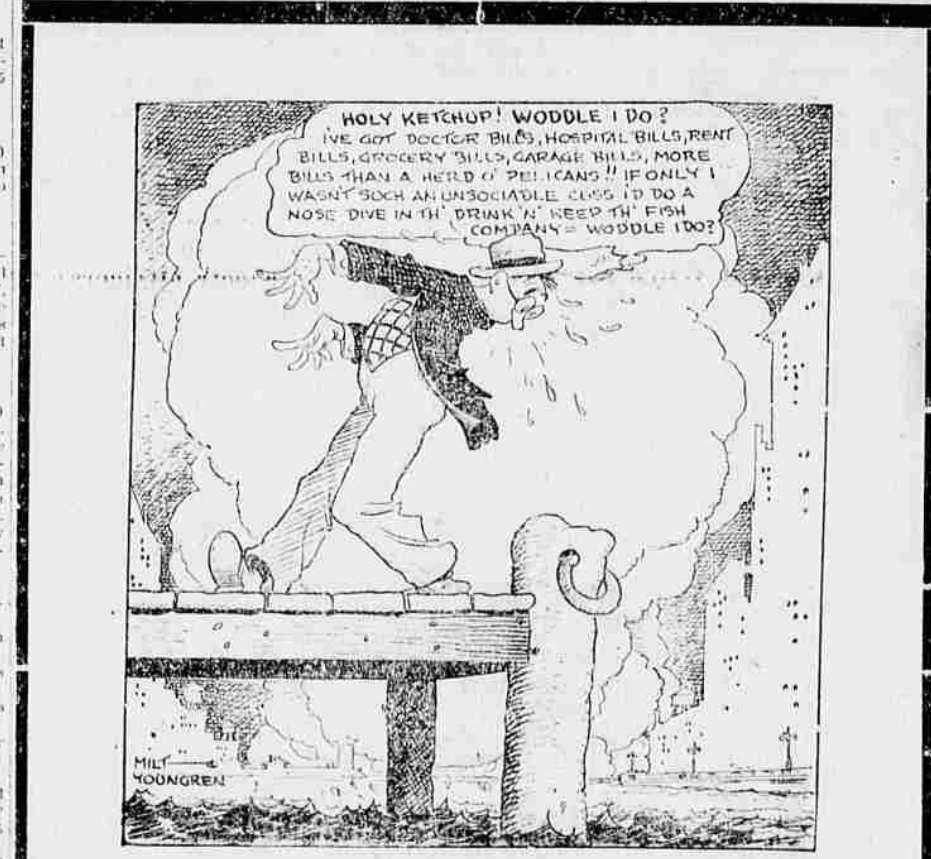 HOLY KETCHUP! WODDLE I DO?
I'VE GOT DOCTOR BILLS, HOSPITAL BILLS, RENT
BILLS, GROCERY BILLS, GARAGE BILLS, MORE
BILLS THAN A HERD O' PELICANS!! IF ONLY I
WASN'T SUCH AN UNSOCIABLE CUSS I'D DO A
NOSE DIVE IN TH' DRINK 'N' KEEP TH' FISH
COMPANY = WODDLE I DO?
MILT
YOUNGREN